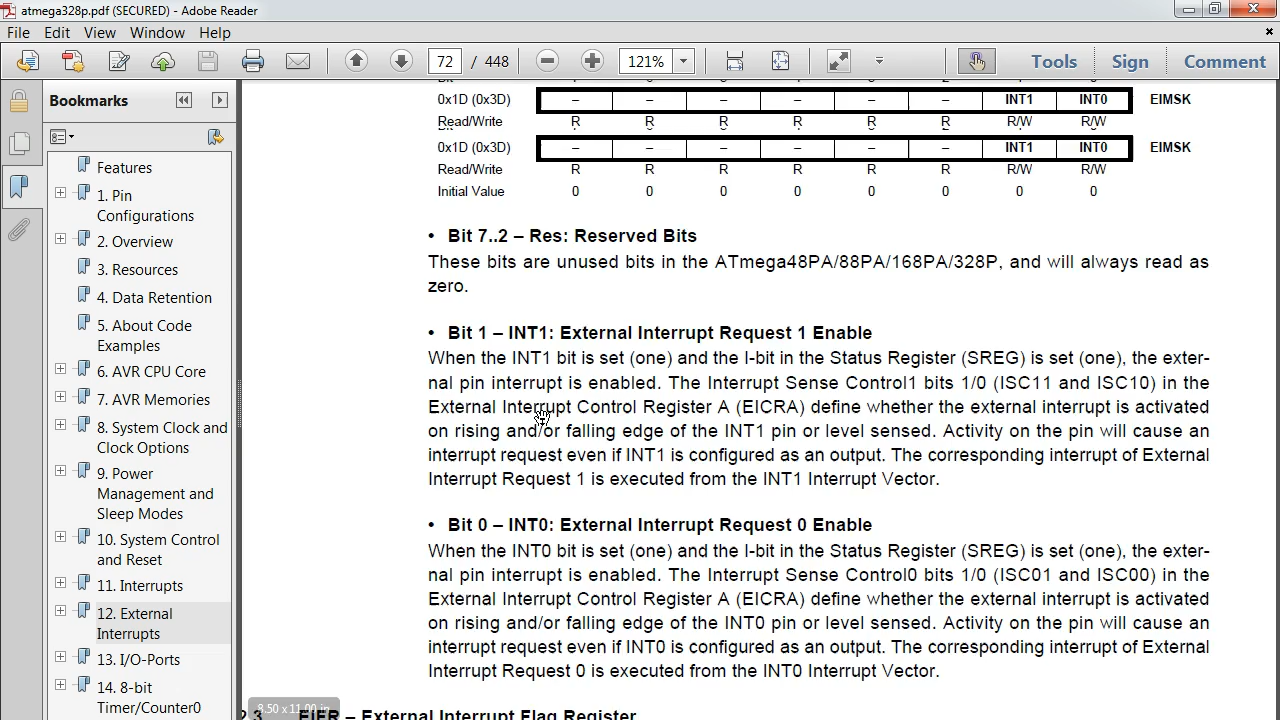 atmega328p.pdf (SECURED) - Adobe Reader
File Edit View Window Help
72 / 448 121% Tools Sign Comment
Bookmarks
Features
1. Pin
Configurations
2. Overview
3. Resources
4. Data Retention
5. About Code
Examples
6. AVR CPU Core
7. AVR Memories
8. System Clock and
Clock Options
9. Power
Management and
Sleep Modes
10. System Control
and Reset
11. Interrupts
12. External
Interrupts
13. I/O-Ports
14. 8-bit
Timer/Counter0
0x1D (0x3D) – – – – – – INT1 INT0 EIMSK
Read/Write R R R R R R R/W R/W
0x1D (0x3D) – – – – – – INT1 INT0 EIMSK
Read/Write R R R R R R R/W R/W
Initial Value 0 0 0 0 0 0 0 0
• Bit 7..2 – Res: Reserved Bits
These bits are unused bits in the ATmega48PA/88PA/168PA/328P, and will always read as
zero.
• Bit 1 – INT1: External Interrupt Request 1 Enable
When the INT1 bit is set (one) and the I-bit in the Status Register (SREG) is set (one), the exter-
nal pin interrupt is enabled. The Interrupt Sense Control1 bits 1/0 (ISC11 and ISC10) in the
External Interrupt Control Register A (EICRA) define whether the external interrupt is activated
on rising and/or falling edge of the INT1 pin or level sensed. Activity on the pin will cause an
interrupt request even if INT1 is configured as an output. The corresponding interrupt of External
Interrupt Request 1 is executed from the INT1 Interrupt Vector.
• Bit 0 – INT0: External Interrupt Request 0 Enable
When the INT0 bit is set (one) and the I-bit in the Status Register (SREG) is set (one), the exter-
nal pin interrupt is enabled. The Interrupt Sense Control0 bits 1/0 (ISC01 and ISC00) in the
External Interrupt Control Register A (EICRA) define whether the external interrupt is activated
on rising and/or falling edge of the INT0 pin or level sensed. Activity on the pin will cause an
interrupt request even if INT0 is configured as an output. The corresponding interrupt of External
Interrupt Request 0 is executed from the INT0 Interrupt Vector.
8.50 x 11.00 in
2.3 EIFR – External Interrupt Flag Register